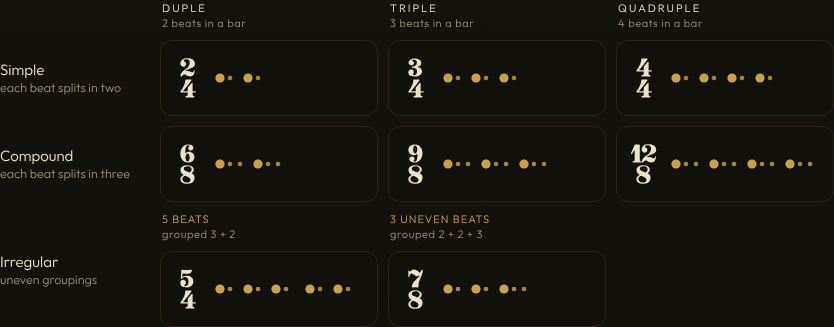 DUPLE
2 beats in a bar
TRIPLE
3 beats in a bar
QUADRUPLE
4 beats in a bar
Simple
each beat splits in two
2
4
3
4
4
4
Compound
each beat splits in three
6
8
9
8
12
8
5 BEATS
grouped 3 + 2
3 UNEVEN BEATS
grouped 2 + 2 + 3
Irregular
uneven groupings
5
4
7
8